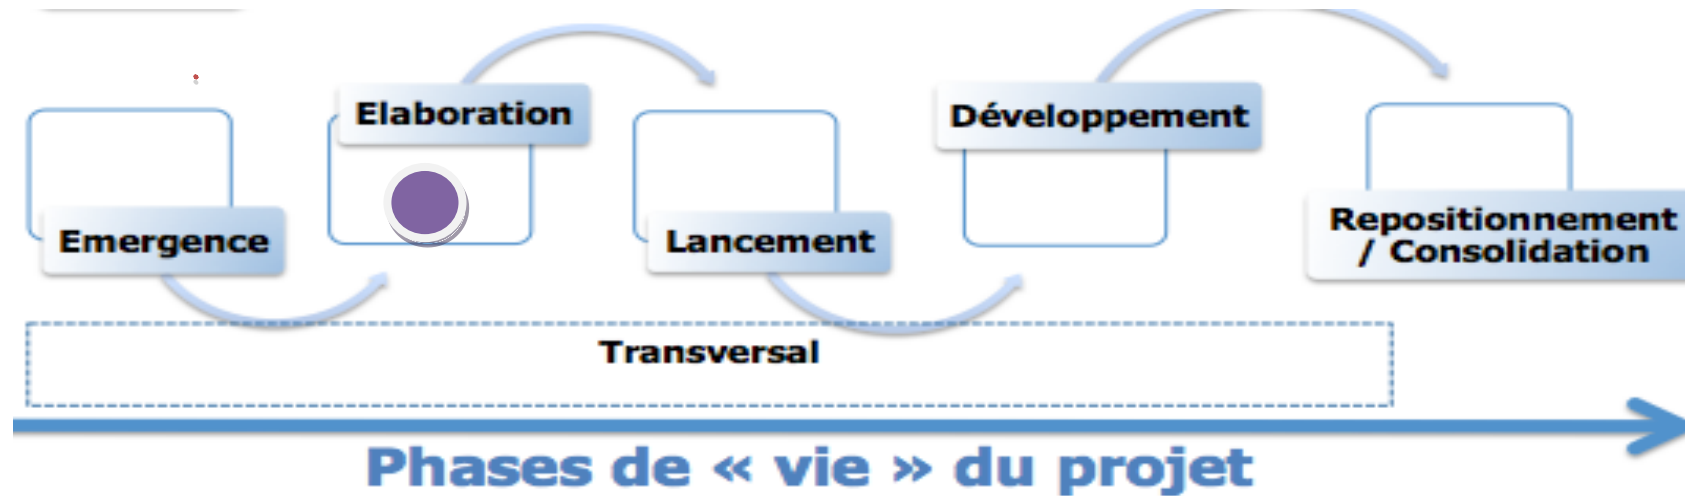 Emergence
Elaboration
Lancement
Développement
Repositionnement
/ Consolidation
Transversal
Phases de « vie » du projet